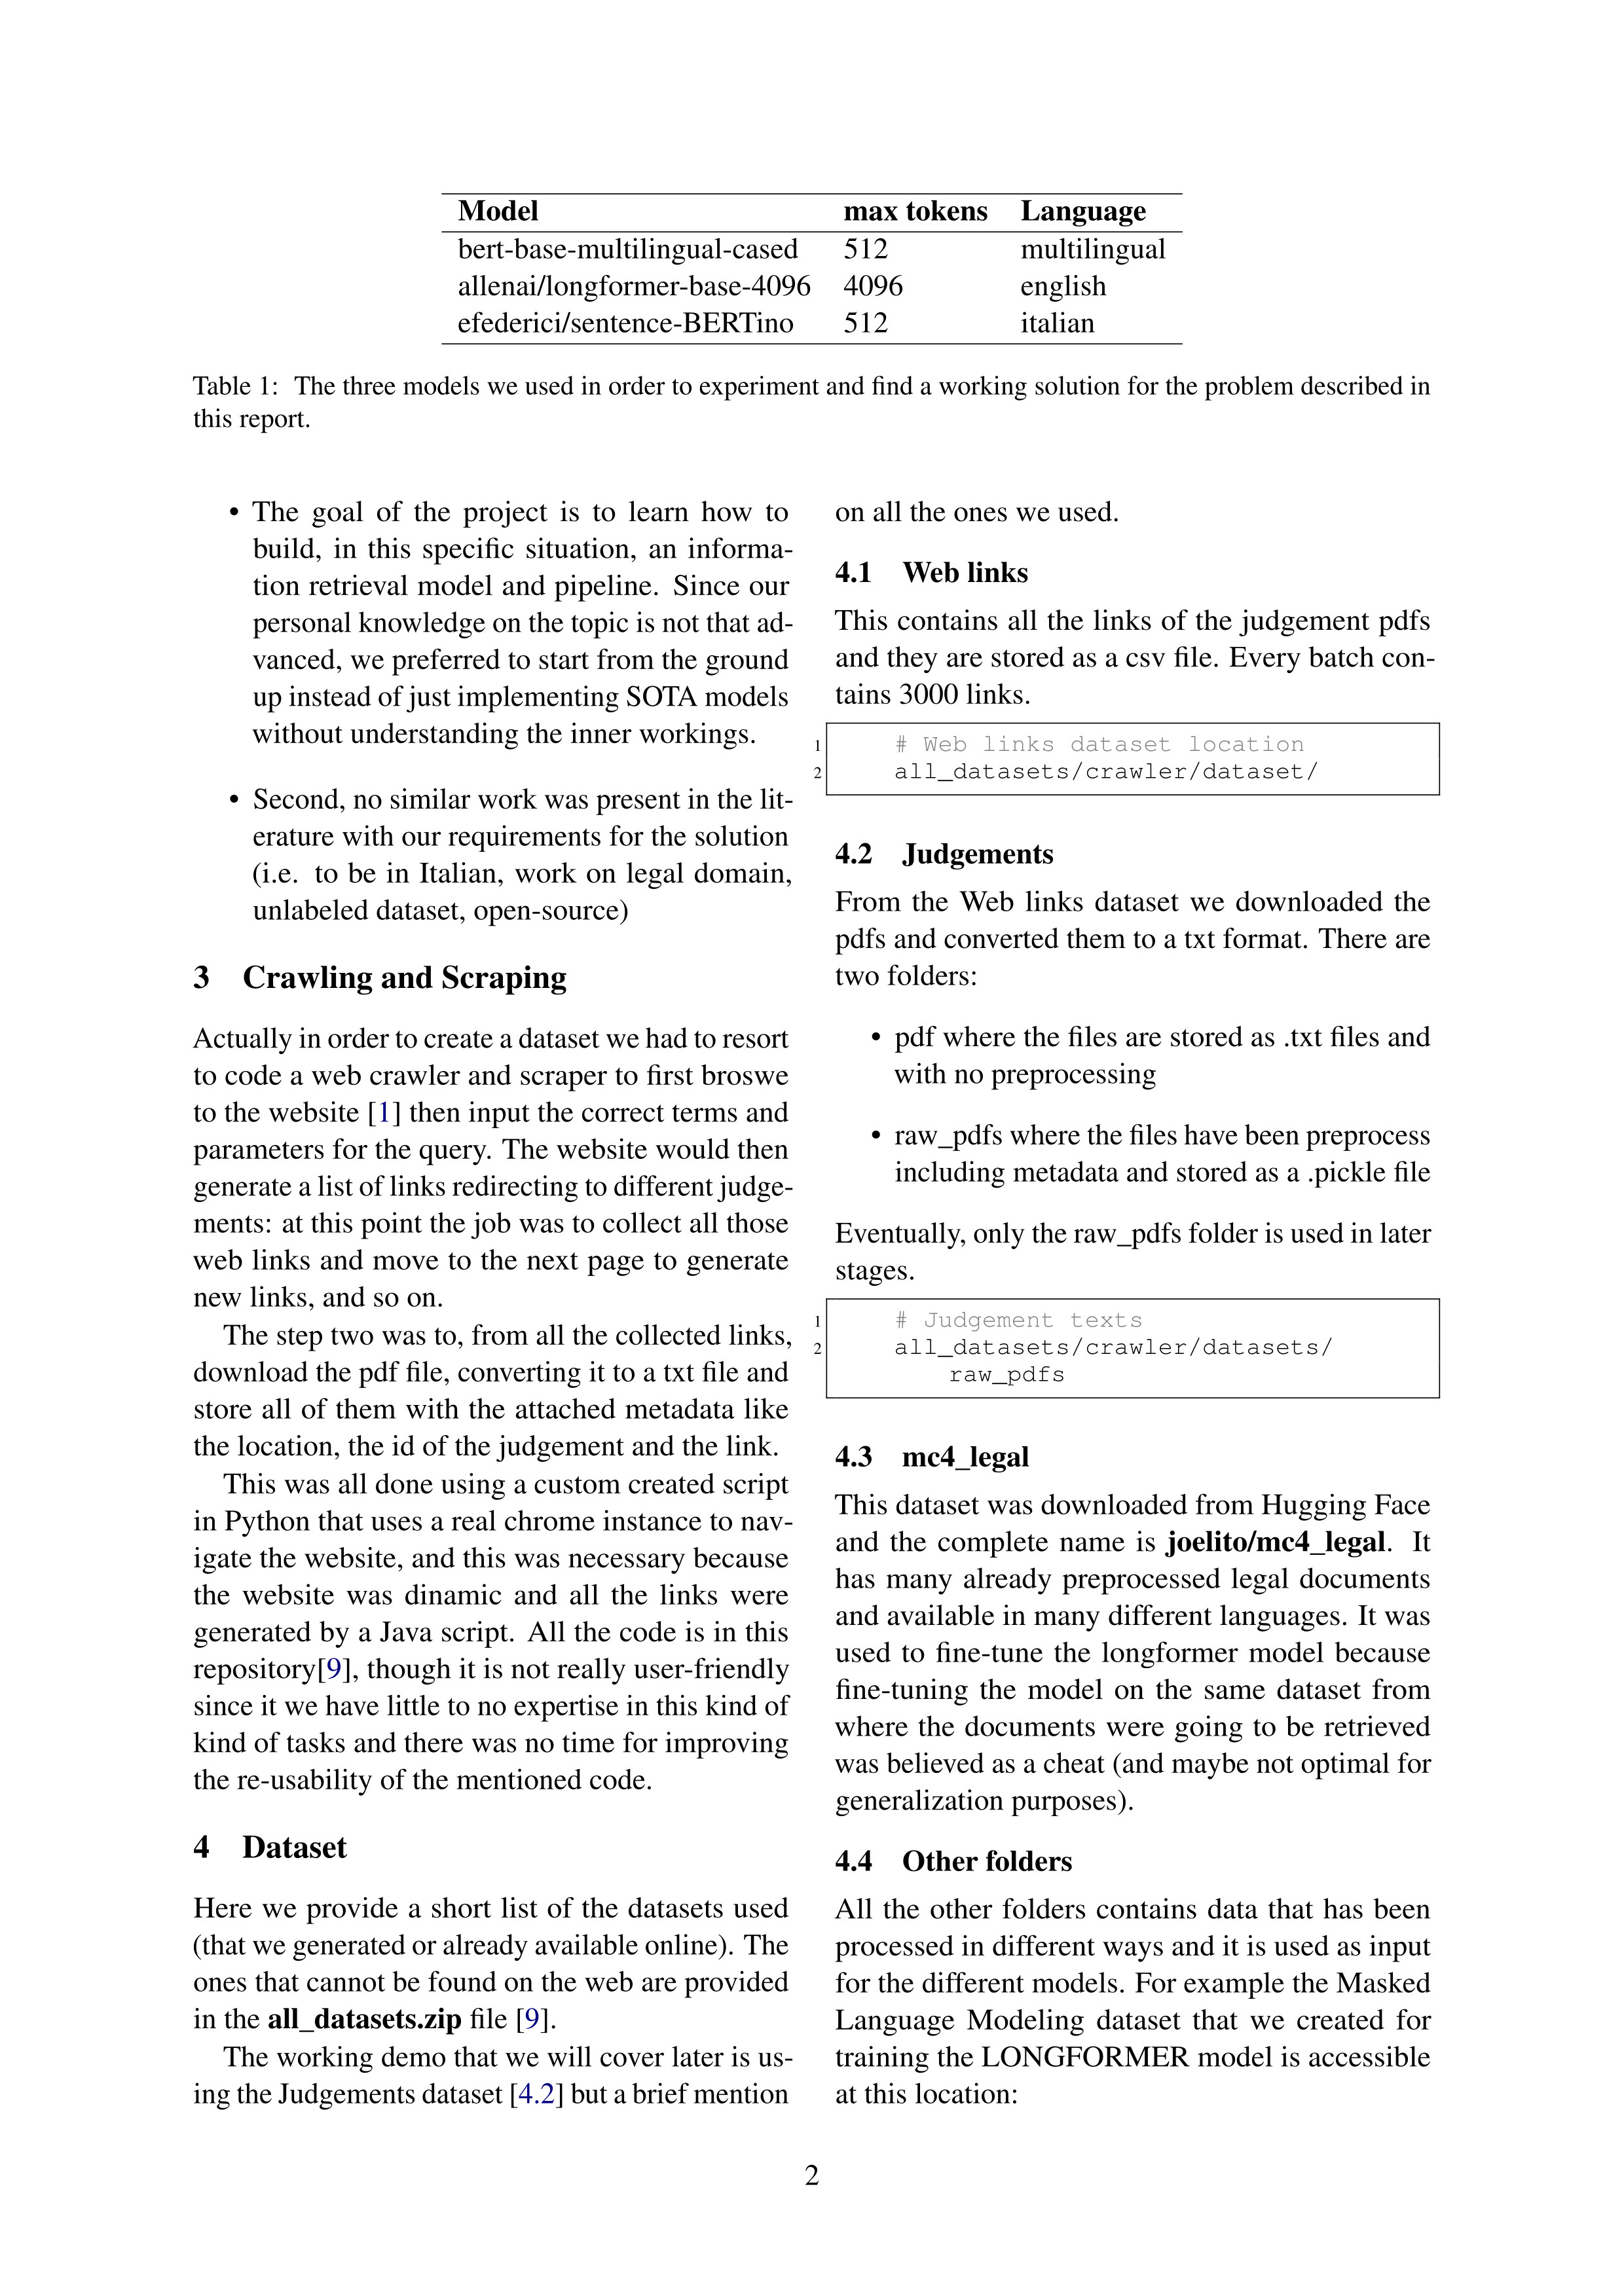 Model max tokens Language
bert-base-multilingual-cased 512 multilingual
allenai/longformer-base-4096 4096 english
efederici/sentence-BERTino 512 italian
Table 1: The three models we used in order to experiment and find a working solution for the problem described in
this report.
• The goal of the project is to learn how to
build, in this specific situation, an informa-
tion retrieval model and pipeline. Since our
personal knowledge on the topic is not that ad-
vanced, we preferred to start from the ground
up instead of just implementing SOTA models
without understanding the inner workings.
• Second, no similar work was present in the lit-
erature with our requirements for the solution
(i.e. to be in Italian, work on legal domain,
unlabeled dataset, open-source)
3 Crawling and Scraping
Actually in order to create a dataset we had to resort
to code a web crawler and scraper to first broswe
to the website [1] then input the correct terms and
parameters for the query. The website would then
generate a list of links redirecting to different judge-
ments: at this point the job was to collect all those
web links and move to the next page to generate
new links, and so on.
The step two was to, from all the collected links,
download the pdf file, converting it to a txt file and
store all of them with the attached metadata like
the location, the id of the judgement and the link.
This was all done using a custom created script
in Python that uses a real chrome instance to nav-
igate the website, and this was necessary because
the website was dinamic and all the links were
generated by a Java script. All the code is in this
repository[9], though it is not really user-friendly
since it we have little to no expertise in this kind of
kind of tasks and there was no time for improving
the re-usability of the mentioned code.
4 Dataset
Here we provide a short list of the datasets used
(that we generated or already available online). The
ones that cannot be found on the web are provided
in the all_datasets.zip file [9].
The working demo that we will cover later is us-
ing the Judgements dataset [4.2] but a brief mention
on all the ones we used.
4.1 Web links
This contains all the links of the judgement pdfs
and they are stored as a csv file. Every batch con-
tains 3000 links.
1 # Web links dataset location
2 all_datasets/crawler/dataset/
4.2 Judgements
From the Web links dataset we downloaded the
pdfs and converted them to a txt format. There are
two folders:
• pdf where the files are stored as .txt files and
with no preprocessing
• raw_pdfs where the files have been preprocess
including metadata and stored as a .pickle file
Eventually, only the raw_pdfs folder is used in later
stages.
1 # Judgement texts
2 all_datasets/crawler/datasets/
raw_pdfs
4.3 mc4_legal
This dataset was downloaded from Hugging Face
and the complete name is joelito/mc4_legal. It
has many already preprocessed legal documents
and available in many different languages. It was
used to fine-tune the longformer model because
fine-tuning the model on the same dataset from
where the documents were going to be retrieved
was believed as a cheat (and maybe not optimal for
generalization purposes).
4.4 Other folders
All the other folders contains data that has been
processed in different ways and it is used as input
for the different models. For example the Masked
Language Modeling dataset that we created for
training the LONGFORMER model is accessible
at this location:
2